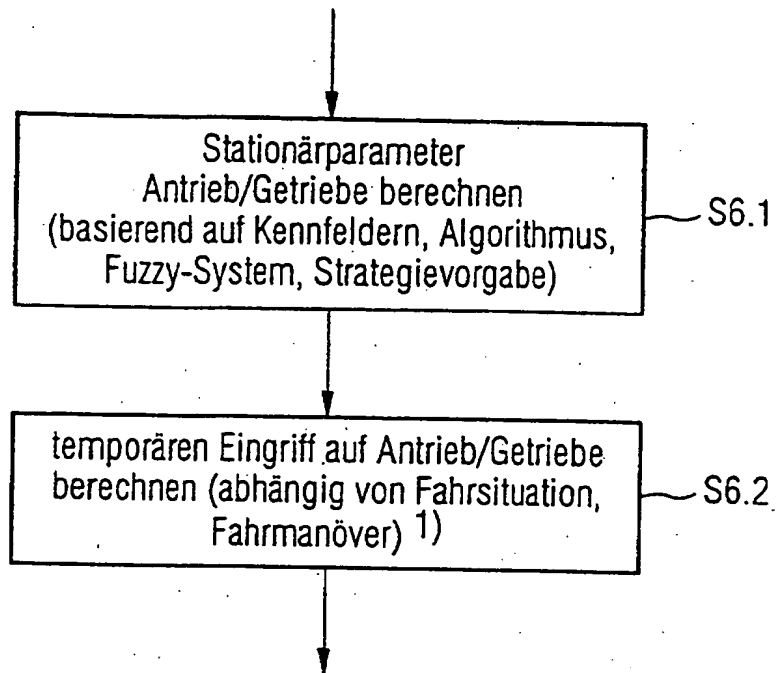 Stationärparameter
Antrieb/Getriebe berechnen
(basierend auf Kennfeldern, Algorithmus,
Fuzzy-System, Strategievorgabe)
S6.1
temporären Eingriff auf Antrieb/Getriebe
berechnen (abhängig von Fahrsituation,
Fahrmanöver) 1)
S6.2